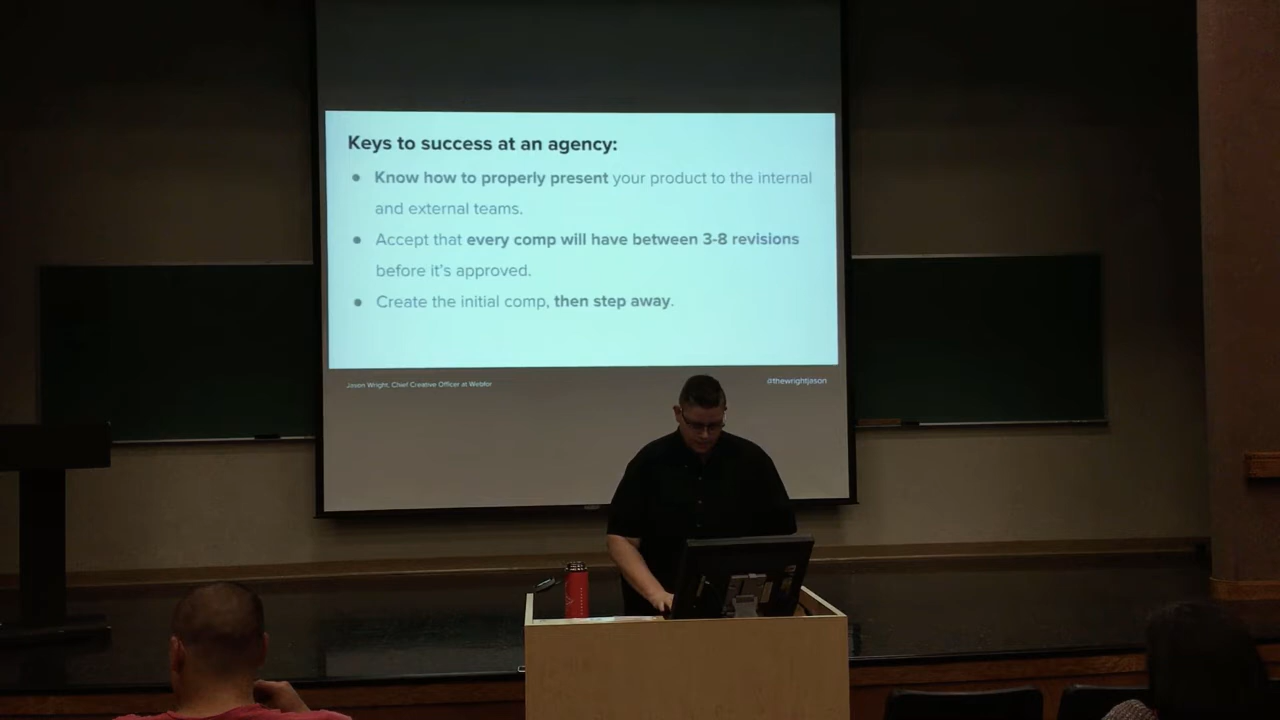 Keys to success at an agency:
● Know how to properly present your product to the internal
and external teams.
● Accept that every comp will have between 3-8 revisions
before it's approved.
● Create the initial comp, then step away.
Jason Wright, Chief Creative Officer at Webfor
@thewrightjason